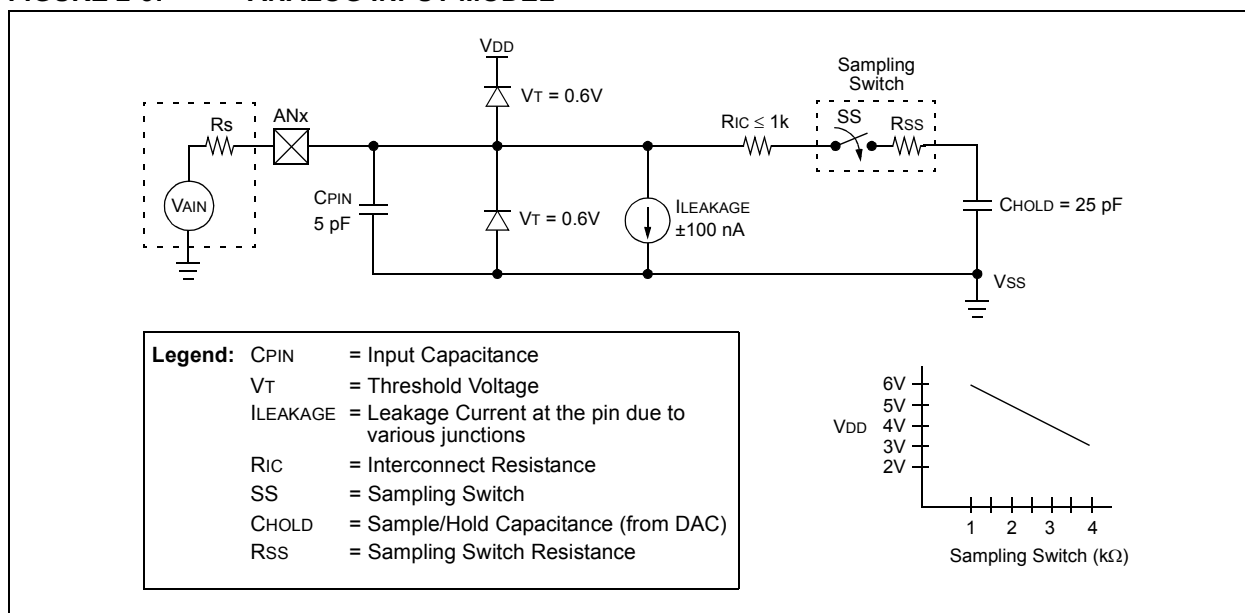 VDD
Sampling
Switch
VT = 0.6V
ANx
Rs
RIC ≤ 1k
SS
RSS
VAIN
CPIN
5 pF
VT = 0.6V
ILEAKAGE
±100 nA
CHOLD = 25 pF
VSS
Legend: CPIN = Input Capacitance
VT = Threshold Voltage
ILEAKAGE = Leakage Current at the pin due to
various junctions
RIC = Interconnect Resistance
SS = Sampling Switch
CHOLD = Sample/Hold Capacitance (from DAC)
RSS = Sampling Switch Resistance
6V
5V
VDD 4V
3V
2V
1 2 3 4
Sampling Switch (kΩ)